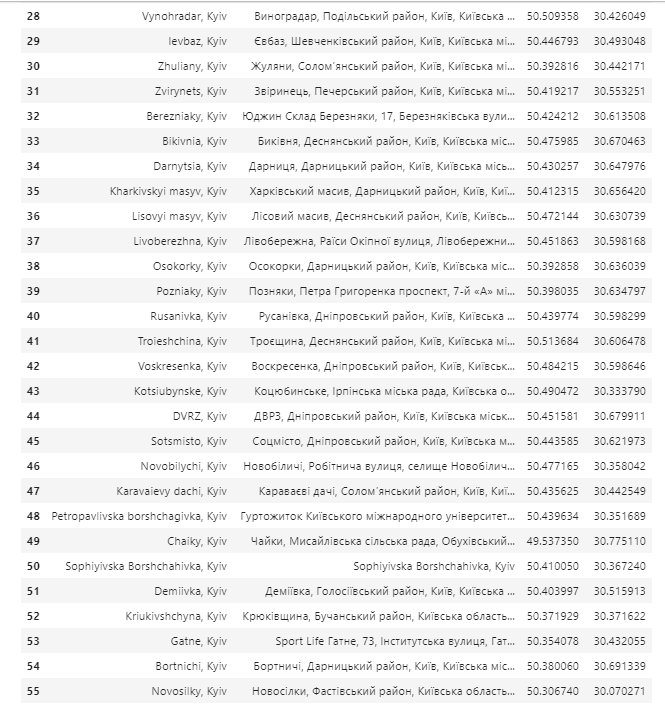 28 Vynohradar, Kyiv Виноградар, Подільський район, Київ, Київська ... 50.509358 30.426049
29 Ievbaz, Kyiv Євбаз, Шевченківський район, Київ, Київська мі... 50.446793 30.493048
30 Zhuliany, Kyiv Жуляни, Солом'янський район, Київ, Київська мі... 50.392816 30.442171
31 Zvirynets, Kyiv Звіринець, Печерський район, Київ, Київська мі... 50.419217 30.553251
32 Berezniaky, Kyiv Юджин Склад Березняки, 17, Березняківська вули... 50.424212 30.613508
33 Bikivnia, Kyiv Биківня, Деснянський район, Київ, Київська міс... 50.475985 30.670463
34 Darnytsia, Kyiv Дарниця, Дарницький район, Київ, Київська місь... 50.430257 30.647976
35 Kharkivskyi masyv, Kyiv Харківський масив, Дарницький район, Київ, Киї... 50.412315 30.656420
36 Lisovyi masyv, Kyiv Лісовий масив, Деснянський район, Київ, Київсь... 50.472144 30.630739
37 Livoberezhna, Kyiv Лівобережна, Раїси Окіпної вулиця, Лівобережни... 50.451863 30.598168
38 Osokorky, Kyiv Осокорки, Дарницький район, Київ, Київська міс... 50.392858 30.636039
39 Pozniaky, Kyiv Позняки, Петра Григоренка проспект, 7-й «А» мі... 50.398035 30.634797
40 Rusanivka, Kyiv Русанівка, Дніпровський район, Київ, Київська ... 50.439774 30.598299
41 Troieshchina, Kyiv Троєщина, Деснянський район, Київ, Київська мі... 50.513684 30.606478
42 Voskresenka, Kyiv Воскресенка, Дніпровський район, Київ, Київськ... 50.484215 30.598646
43 Kotsiubynske, Kyiv Коцюбинське, Ірпінська міська рада, Київська о... 50.490472 30.333790
44 DVRZ, Kyiv ДВРЗ, Дніпровський район, Київ, Київська міськ... 50.451581 30.679911
45 Sotsmisto, Kyiv Соцмісто, Дніпровський район, Київ, Київська м... 50.443585 30.621973
46 Novobilychi, Kyiv Новобіличі, Робітнича вулиця, селище Новобілич... 50.477165 30.358042
47 Karavaievy dachi, Kyiv Караваєві дачі, Солом'янський район, Київ, Киї... 50.435625 30.442549
48 Petropavlivska borshchagivka, Kyiv Гуртожиток Київського міжнародного університет... 50.439634 30.351689
49 Chaiky, Kyiv Чайки, Мисайлівська сільська рада, Обухівський... 49.537350 30.775110
50 Sophiyivska Borshchahivka, Kyiv Sophiyivska Borshchahivka, Kyiv 50.410050 30.367240
51 Demiivka, Kyiv Деміївка, Голосіївський район, Київ, Київська ... 50.403997 30.515913
52 Kriukivshchyna, Kyiv Крюківщина, Бучанський район, Київська область... 50.371929 30.371622
53 Gatne, Kyiv Sport Life Гатне, 73, Інститутська вулиця, Гат... 50.354078 30.432055
54 Bortnichi, Kyiv Бортничі, Дарницький район, Київ, Київська міс... 50.380060 30.691339
55 Novosilky, Kyiv Новосілки, Фастівський район, Київська область... 50.306740 30.070271